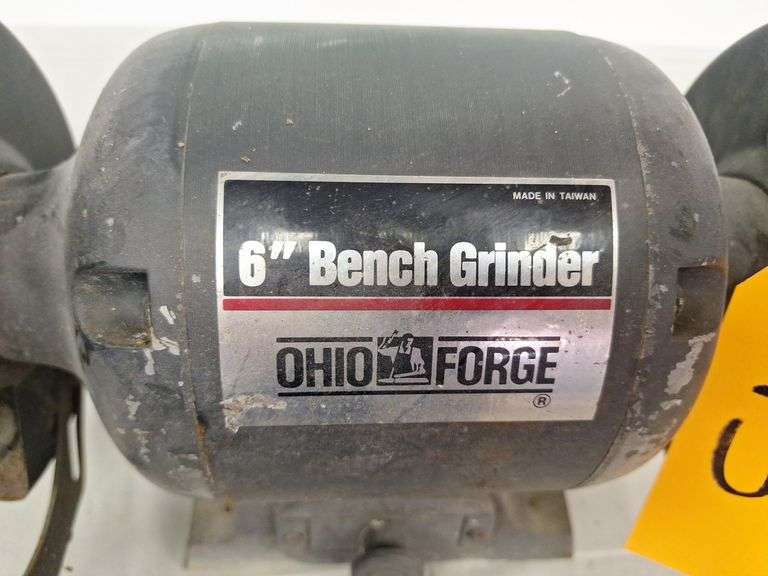 MADE IN TAIWAN
6" Bench Grinder
OHIO FORGE
®